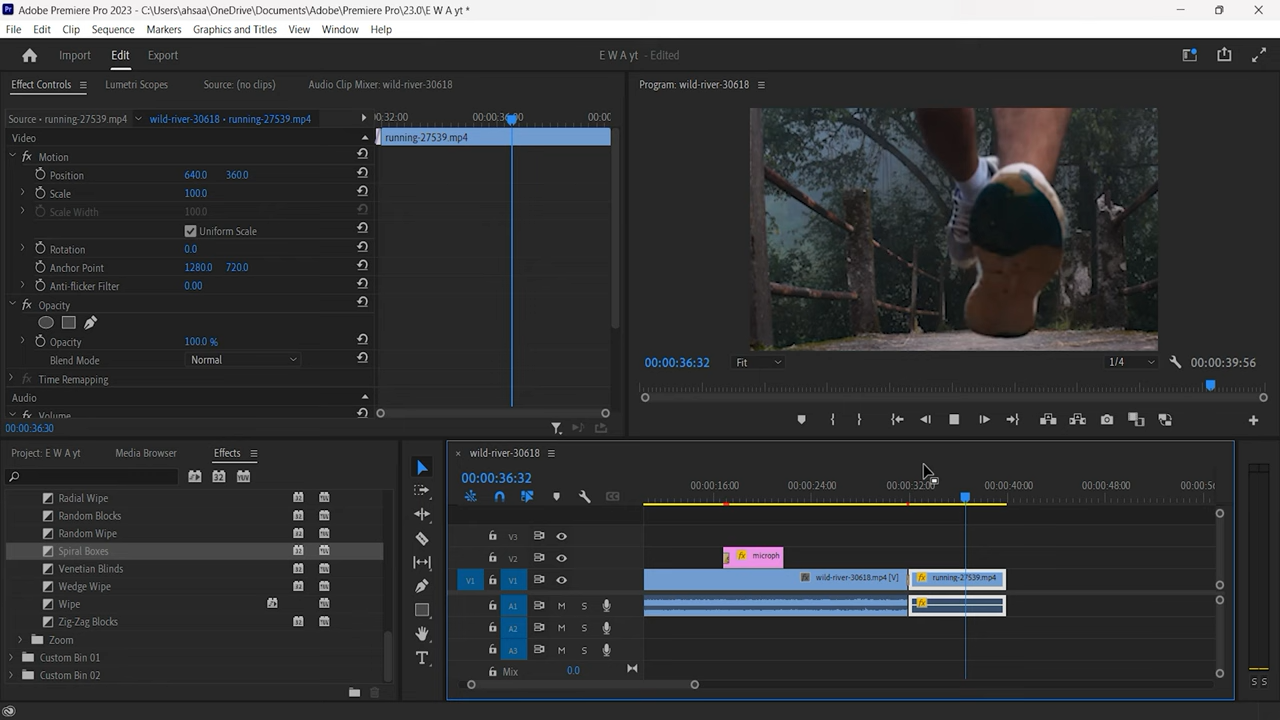 Adobe Premiere Pro 2023 - C:\Users\ahsaa\OneDrive\Documents\Adobe\Premiere Pro\23.0\E W A yt *
File Edit Clip Sequence Markers Graphics and Titles View Window Help
Import Edit Export E W A yt - Edited
Effect Controls Lumetri Scopes Source: (no clips) Audio Clip Mixer: wild-river-30618 Program: wild-river-30618
Source • running-27539.mp4 wild-river-30618 • running-27539.mp4 00:00:36:00
Video running-27539.mp4
fx Motion
Position 640.0 360.0
Scale 100.0
Scale Width 100.0
Uniform Scale
Rotation 0.0
Anchor Point 1280.0 720.0
Anti-flicker Filter 0.00
fx Opacity
Opacity 100.0 %
Blend Mode Normal
Time Remapping
Audio
fx Volume
00:00:36:30
00:00:36:32 Fit 1/4 00:00:39:56
Project: E W A yt Media Browser Effects
Radial Wipe
Random Blocks
Random Wipe
Spiral Boxes
Venetian Blinds
Wedge Wipe
Wipe
Zig-Zag Blocks
Zoom
Custom Bin 01
Custom Bin 02
× wild-river-30618
00:00:36:32
00:00:16:00 00:00:24:00 00:00:32:00 00:00:40:00 00:00:48:00
V3
V2 fx microph
V1 V1 wild-river-30618.mp4 [V] fx running-27539.mp4
A1 M S fx
A2 M S
A3 M S
Mix 0.0
S S